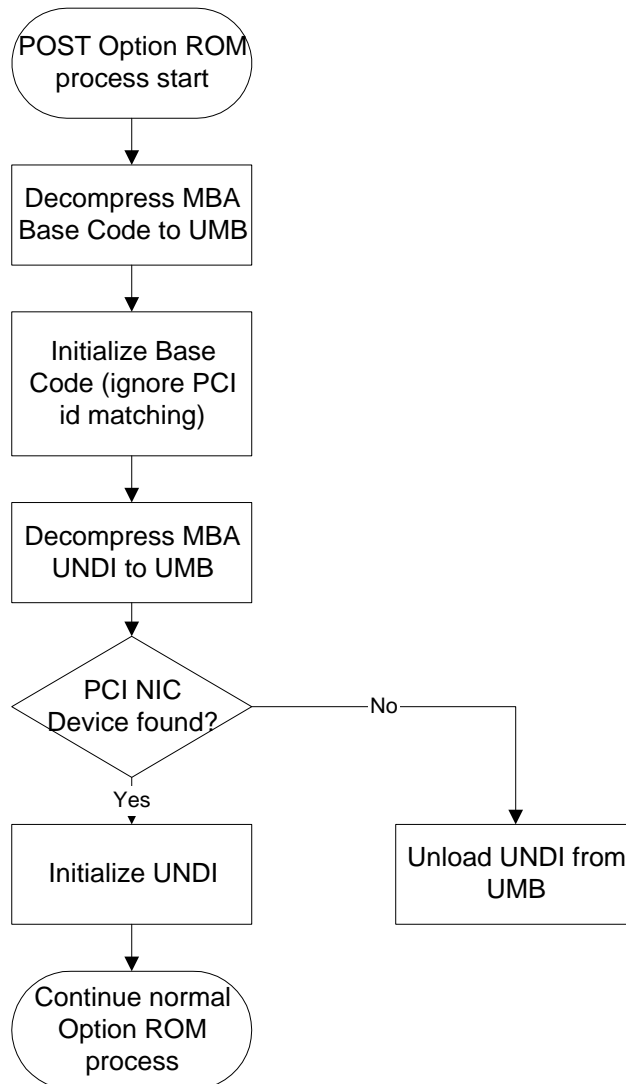 POST Option ROM
process start
Decompress MBA
Base Code to UMB
Initialize Base
Code (ignore PCI
id matching)
Decompress MBA
UNDI to UMB
PCI NIC
Device found?
No
Yes
Initialize UNDI
Unload UNDI from
UMB
Continue normal
Option ROM
process